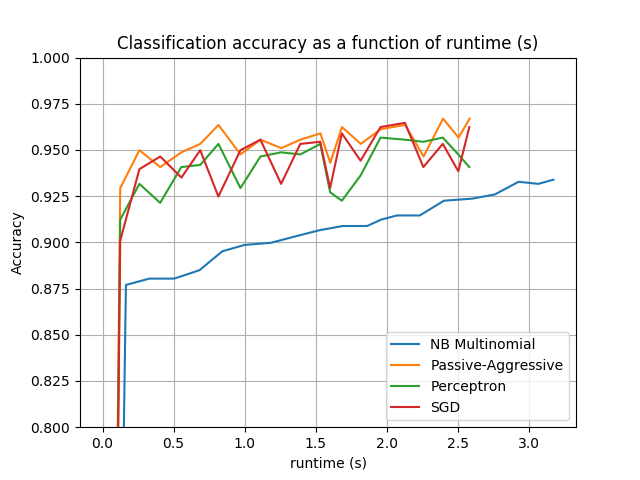 Classification accuracy as a function of runtime (s)
1.000
0.975
0.950
0.925
0.900
0.875
0.850
0.825
0.800
Accuracy
NB Multinomial
Passive-Aggressive
Perceptron
SGD
0.0 0.5 1.0 1.5 2.0 2.5 3.0
runtime (s)